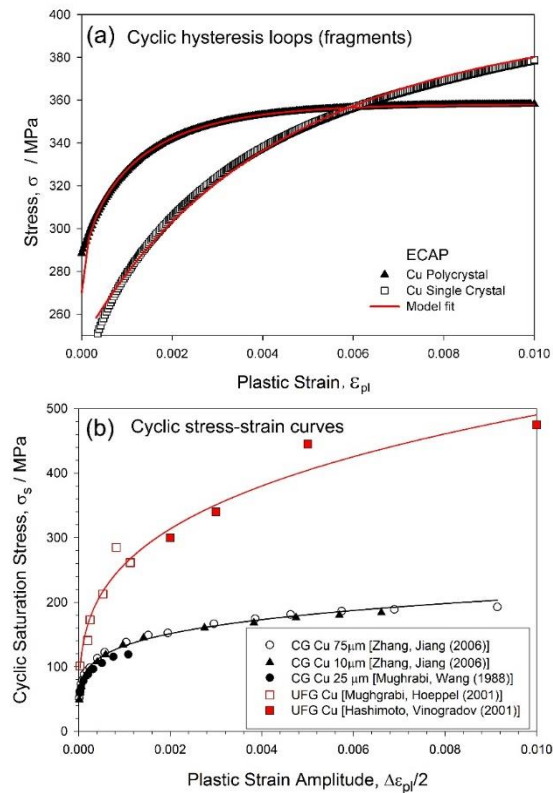 (a) Cyclic hysteresis loops (fragments)
400
380
360
340
320
300
280
260
Stress, σ / MPa
ECAP
Cu Polycrystal
Cu Single Crystal
Model fit
0.000 0.002 0.004 0.006 0.008 0.010
Plastic Strain, εpl
(b) Cyclic stress-strain curves
500
400
300
200
100
0
Cyclic Saturation Stress, σs / MPa
CG Cu 75μm [Zhang, Jiang (2006)]
CG Cu 10μm [Zhang, Jiang (2006)]
CG Cu 25 μm [Mughrabi, Wang (1988)]
UFG Cu [Mughgrabi, Hoeppel (2001)]
UFG Cu [Hashimoto, Vinogradov (2001)]
0.000 0.002 0.004 0.006 0.008 0.010
Plastic Strain Amplitude, Δεpl/2